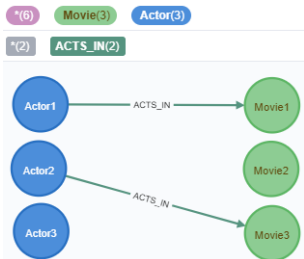 *(6) Movie(3) Actor(3)
*(2) ACTS_IN(2)
Actor1 ACTS_IN Movie1
Actor2 Movie2
ACTS_IN
Actor3 Movie3